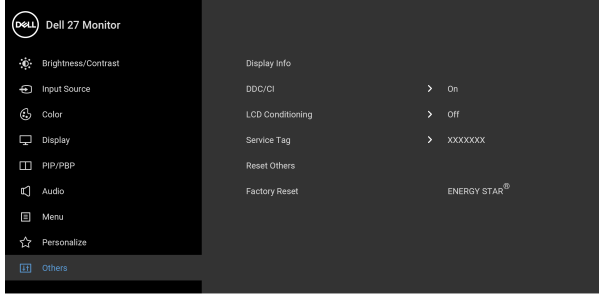 DELL Dell 27 Monitor
Brightness/Contrast Display Info
Input Source DDC/CI > On
Color LCD Conditioning > Off
Display Service Tag > XXXXXXX
PIP/PBP Reset Others
Audio Factory Reset ENERGY STAR®
Menu
Personalize
Others